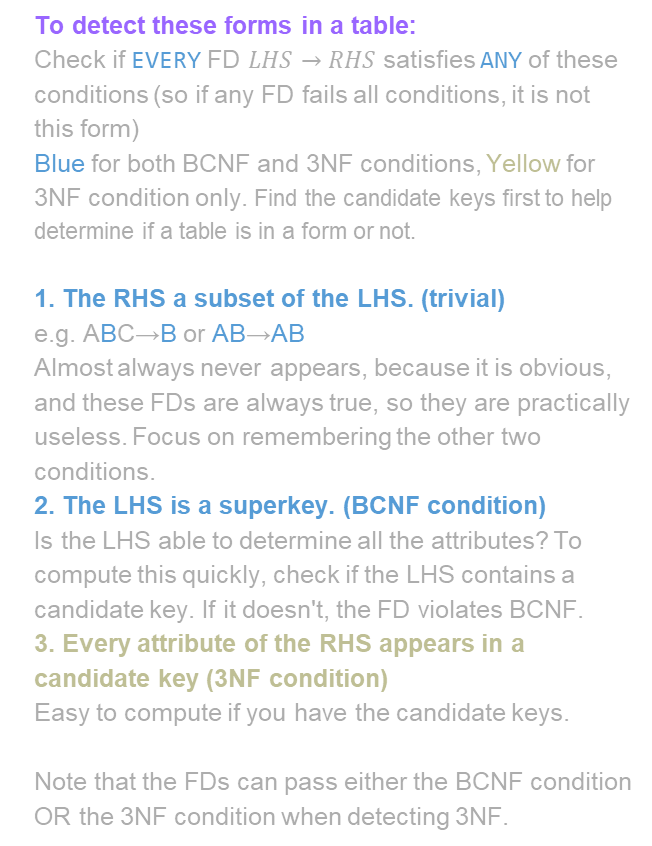 To detect these forms in a table:
Check if EVERY FD LHS → RHS satisfies ANY of these
conditions (so if any FD fails all conditions, it is not
this form)
Blue for both BCNF and 3NF conditions, Yellow for
3NF condition only. Find the candidate keys first to help
determine if a table is in a form or not.
1. The RHS a subset of the LHS. (trivial)
e.g. ABC→B or AB→AB
Almost always never appears, because it is obvious,
and these FDs are always true, so they are practically
useless. Focus on remembering the other two
conditions.
2. The LHS is a superkey. (BCNF condition)
Is the LHS able to determine all the attributes? To
compute this quickly, check if the LHS contains a
candidate key. If it doesn't, the FD violates BCNF.
3. Every attribute of the RHS appears in a
candidate key (3NF condition)
Easy to compute if you have the candidate keys.
Note that the FDs can pass either the BCNF condition
OR the 3NF condition when detecting 3NF.